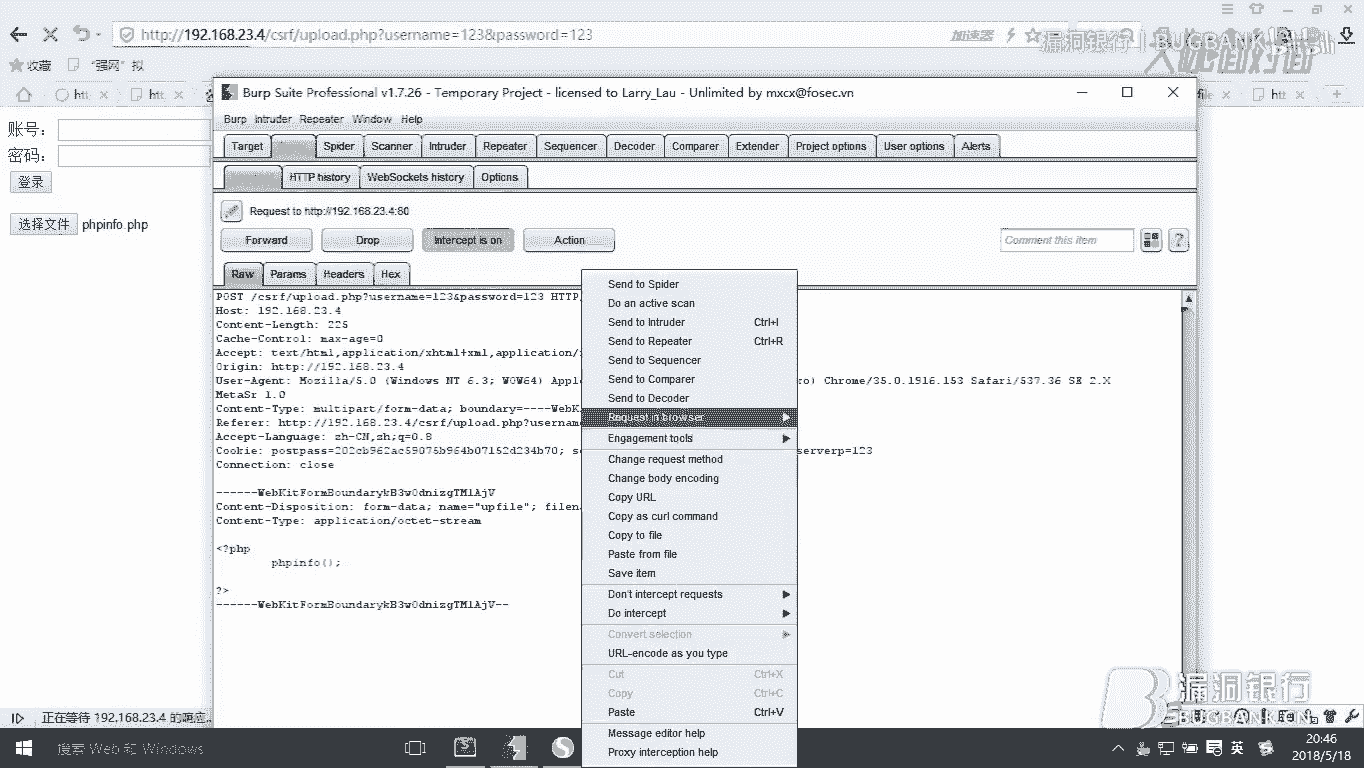 http://192.168.23.4/csrf/upload.php?username=123&password=123
加速器
漏洞银行 | BUGBANK
人妮面对面
收藏
"强网" 拟
htt
htt
htt
账号:
密码:
登录
选择文件 phpinfo.php
Burp Suite Professional v1.7.26 - Temporary Project - licensed to Larry_Lau - Unlimited by mxcx@fosec.vn
Burp Intruder Repeater Window Help
Target Spider Scanner Intruder Repeater Sequencer Decoder Comparer Extender Project options User options Alerts
HTTP history WebSockets history Options
Request to http://192.168.23.4:80
Forward Drop Intercept is on Action Comment this item ?
Raw Params Headers Hex
POST /csrf/upload.php?username=123&password=123 HTTP
Host: 192.168.23.4
Content-Length: 225
Cache-Control: max-age=0
Accept: text/html,application/xhtml+xml,application/
Origin: http://192.168.23.4
User-Agent: Mozilla/5.0 (Windows NT 6.3; WOW64) Appl o) Chrome/35.0.1916.153 Safari/537.36 SE 2.X
MetaSr 1.0
Content-Type: multipart/form-data; boundary=----WebK
Referer: http://192.168.23.4/csrf/upload.php?usernam
Accept-Language: zh-CN,zh;q=0.8
Cookie: postpass=202cb962ac59075b964b07152d234b70; s serverp=123
Connection: close
------WebKitFormBoundarykB3w0dnizgTMlAjV
Content-Disposition: form-data; name="upfile"; filen
Content-Type: application/octet-stream
<?php
phpinfo();
?>
------WebKitFormBoundarykB3w0dnizgTMlAjV--
Send to Spider
Do an active scan
Send to Intruder Ctrl+I
Send to Repeater Ctrl+R
Send to Sequencer
Send to Comparer
Send to Decoder
Request in browser
Engagement tools
Change request method
Change body encoding
Copy URL
Copy as curl command
Copy to file
Paste from file
Save item
Don't intercept requests
Do intercept
Convert selection
URL-encode as you type
Cut Ctrl+X
Copy Ctrl+C
Paste Ctrl+V
Message editor help
Proxy interception help
正在等待 192.168.23.4 的响应..
漏洞银行
BUGBANK.CN
搜索 Web 和 Windows
英
20:46
2018/5/18